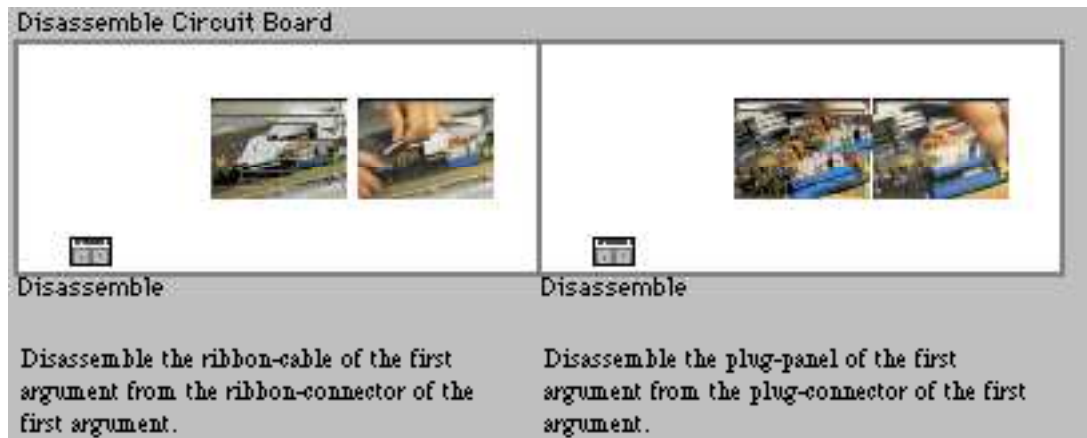 Disassemble Circuit Board
Disassemble
Disassemble
Disassemble the ribbon-cable of the first
argument from the ribbon-connector of the
first argument.
Disassemble the plug-panel of the first
argument from the plug-connector of the first
argument.